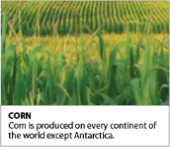 CORN
Corn is produced on every continent of
the world except Antarctica.